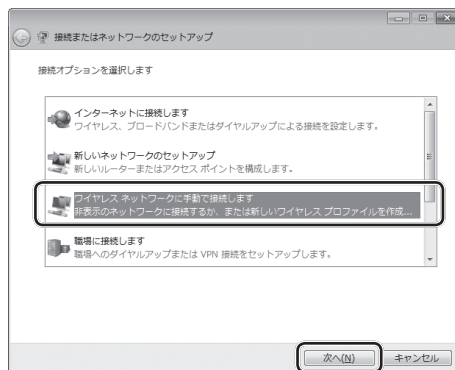 接続またはネットワークのセットアップ
接続オプションを選択します
インターネットに接続します
ワイヤレス、ブロードバンドまたはダイヤルアップによる接続を設定します。
新しいネットワークのセットアップ
新しいルーターまたはアクセス ポイントを構成します。
ワイヤレス ネットワークに手動で接続します
非表示のネットワークに接続するか、または新しいワイヤレス プロファイルを作成...
職場に接続します
職場へのダイヤルアップまたは VPN 接続をセットアップします。
次へ(N)
キャンセル